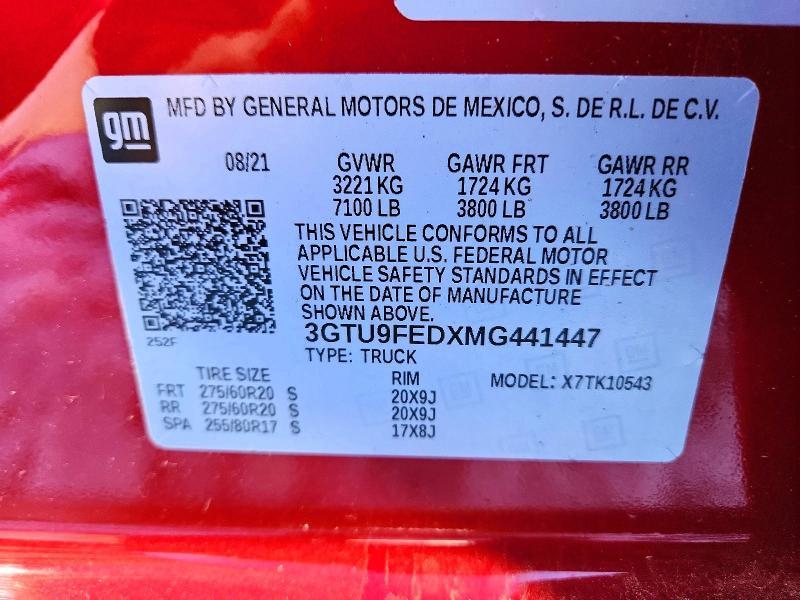 gm
MFD BY GENERAL MOTORS DE MEXICO, S. DE R.L. DE C.V.
08/21 GVWR GAWR FRT GAWR RR
3221 KG 1724 KG 1724 KG
7100 LB 3800 LB 3800 LB
THIS VEHICLE CONFORMS TO ALL
APPLICABLE U.S. FEDERAL MOTOR
VEHICLE SAFETY STANDARDS IN EFFECT
ON THE DATE OF MANUFACTURE
SHOWN ABOVE.
252F
3GTU9FEDXMG441447
TYPE: TRUCK
TIRE SIZE RIM MODEL: X7TK10543
FRT 275/60R20 S 20X9J
RR 275/60R20 S 20X9J
SPA 255/80R17 S 17X8J